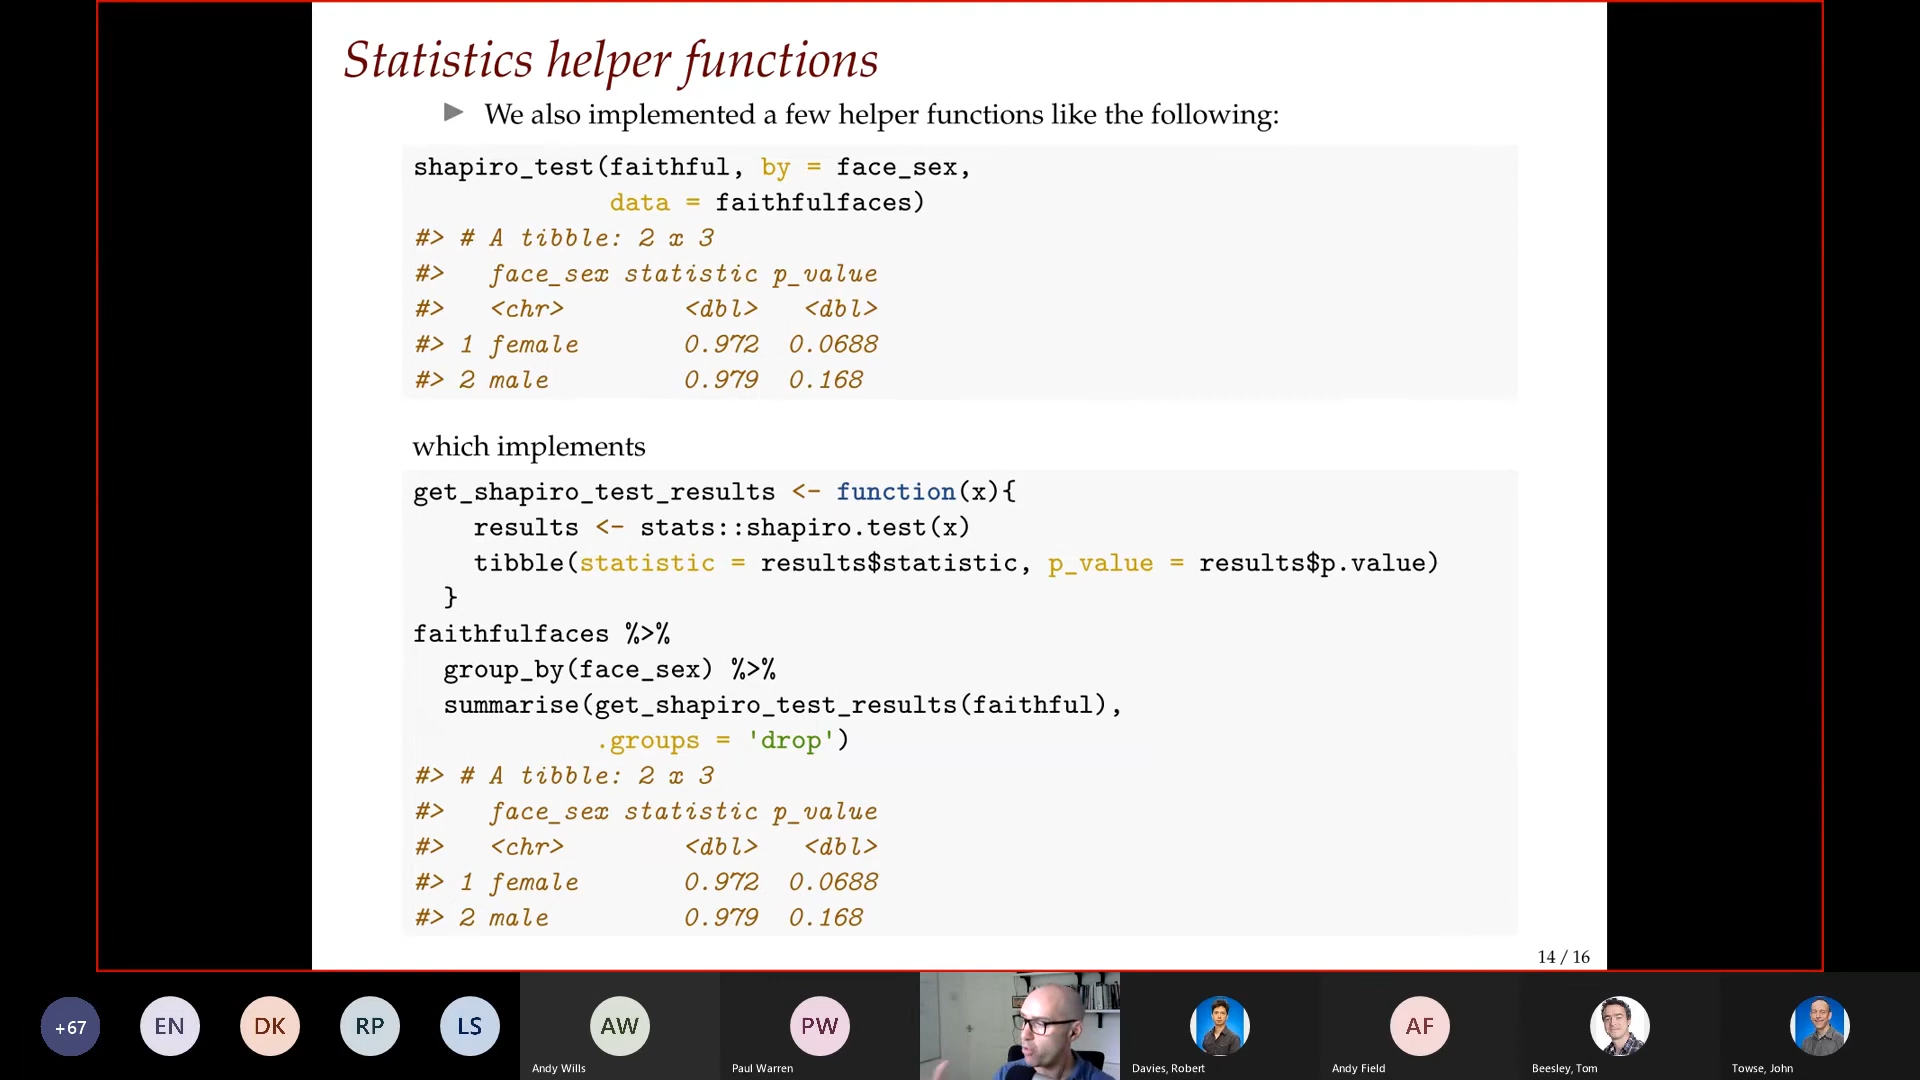 Statistics helper functions
▶ We also implemented a few helper functions like the following:
shapiro_test(faithful, by = face_sex,
             data = faithfulfaces)
#> # A tibble: 2 x 3
#>   face_sex statistic p_value
#>   <chr>        <dbl>   <dbl>
#> 1 female       0.972  0.0688
#> 2 male         0.979  0.168
which implements
get_shapiro_test_results <- function(x){
    results <- stats::shapiro.test(x)
    tibble(statistic = results$statistic, p_value = results$p.value)
  }
faithfulfaces %>%
  group_by(face_sex) %>%
  summarise(get_shapiro_test_results(faithful),
            .groups = 'drop')
#> # A tibble: 2 x 3
#>   face_sex statistic p_value
#>   <chr>        <dbl>   <dbl>
#> 1 female       0.972  0.0688
#> 2 male         0.979  0.168
14 / 16
+67
EN
DK
RP
LS
AW
Andy Wills
PW
Paul Warren
Davies, Robert
AF
Andy Field
Beesley, Tom
Towse, John